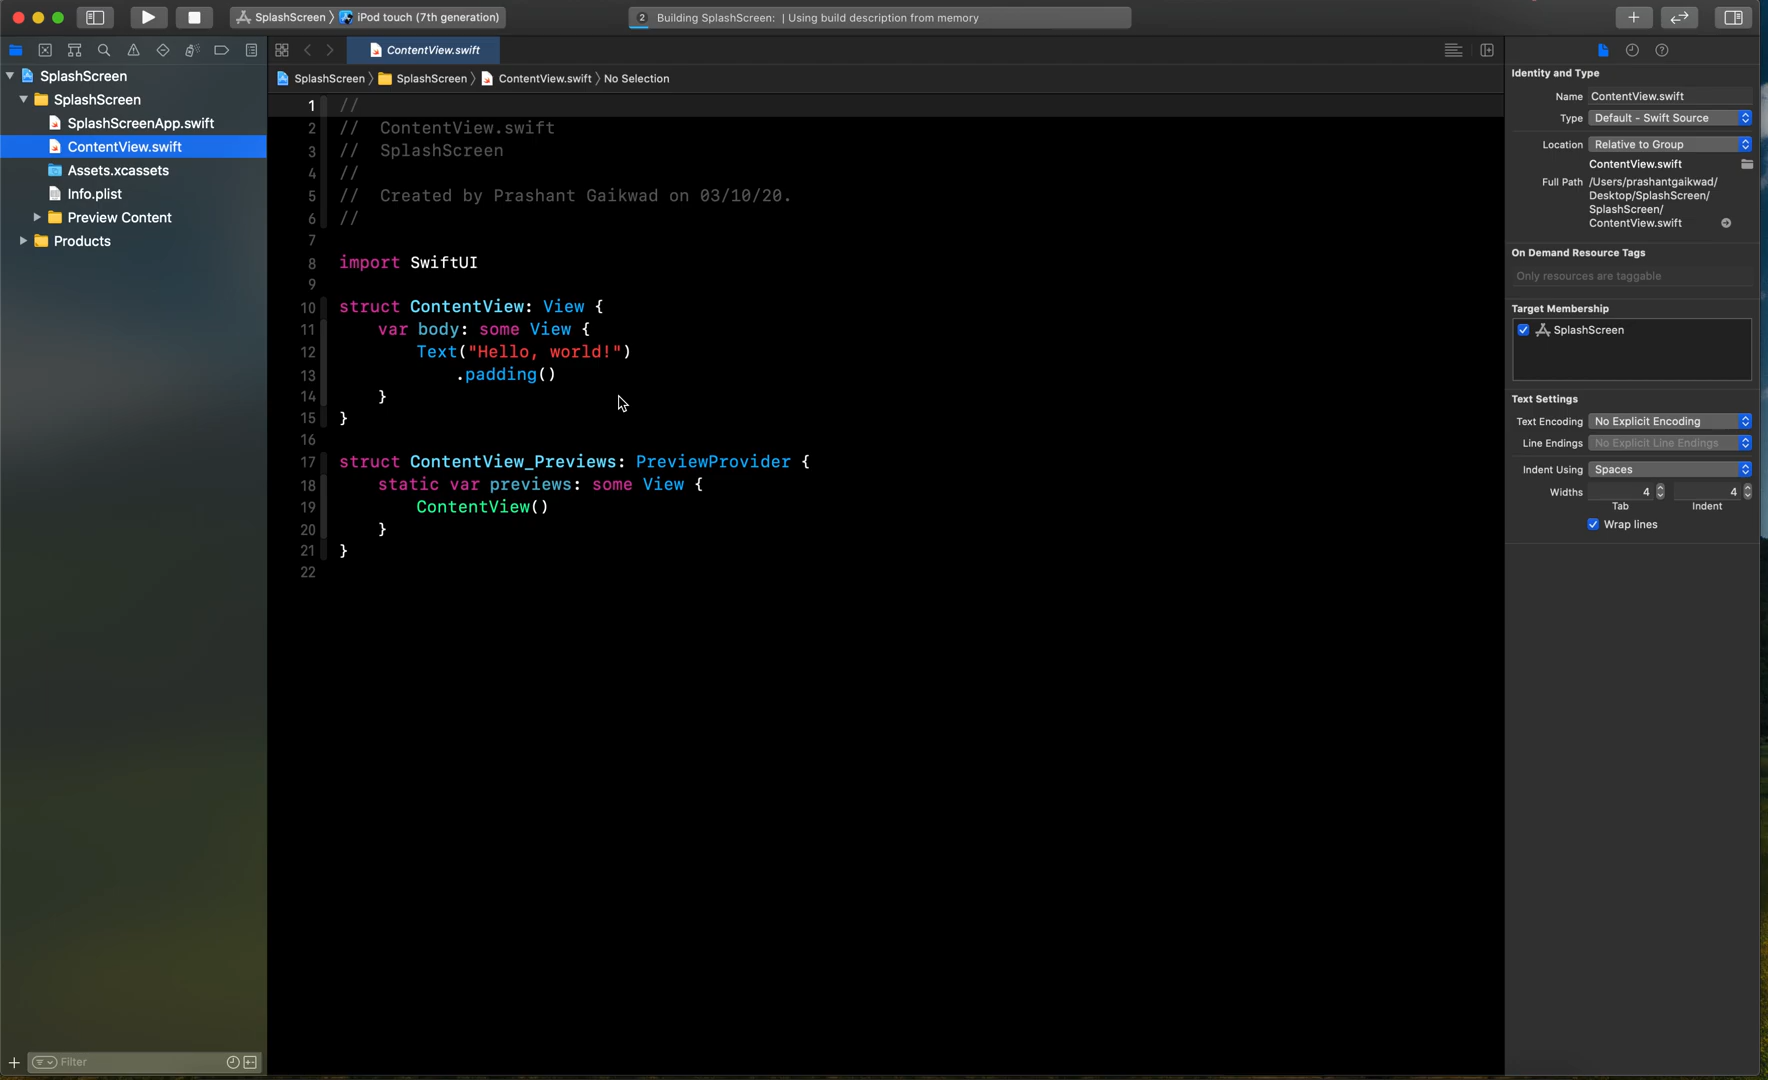 SplashScreen 〉 iPod touch (7th generation)
2 Building SplashScreen: | Using build description from memory
SplashScreen
SplashScreen
SplashScreenApp.swift
ContentView.swift
Assets.xcassets
Info.plist
Preview Content
Products
Filter
ContentView.swift
SplashScreen 〉 SplashScreen 〉 ContentView.swift 〉 No Selection
1 //
2 //  ContentView.swift
3 //  SplashScreen
4 //
5 //  Created by Prashant Gaikwad on 03/10/20.
6 //
7
8 import SwiftUI
9
10 struct ContentView: View {
11     var body: some View {
12         Text("Hello, world!")
13             .padding()
14     }
15 }
16
17 struct ContentView_Previews: PreviewProvider {
18     static var previews: some View {
19         ContentView()
20     }
21 }
22
Identity and Type
Name ContentView.swift
Type Default - Swift Source
Location Relative to Group
ContentView.swift
Full Path /Users/prashantgaikwad/
Desktop/SplashScreen/
SplashScreen/
ContentView.swift
On Demand Resource Tags
Only resources are taggable
Target Membership
SplashScreen
Text Settings
Text Encoding No Explicit Encoding
Line Endings No Explicit Line Endings
Indent Using Spaces
Widths 4 4
Tab Indent
Wrap lines